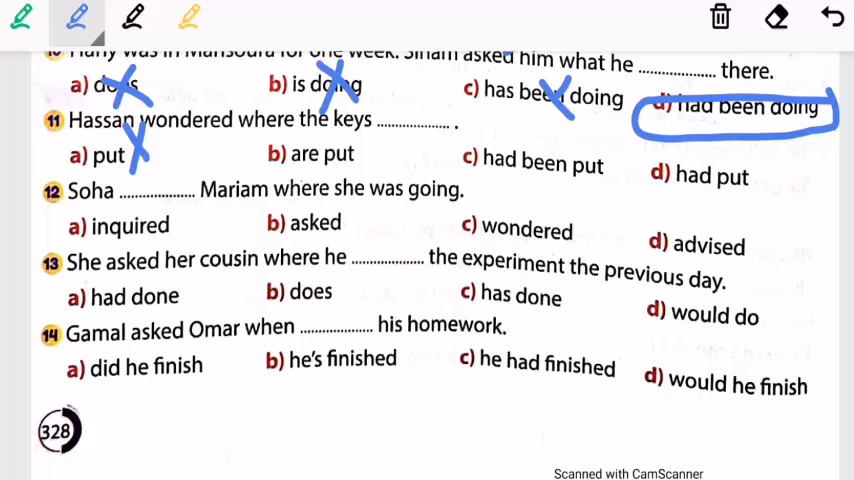 10 Hany was in Mansoura for one week. Siham asked him what he .................. there.
a) does b) is doing c) has been doing d) had been doing
11 Hassan wondered where the keys .................. .
a) put b) are put c) had been put d) had put
12 Soha .................. Mariam where she was going.
a) inquired b) asked c) wondered d) advised
13 She asked her cousin where he .................. the experiment the previous day.
a) had done b) does c) has done d) would do
14 Gamal asked Omar when .................. his homework.
a) did he finish b) he's finished c) he had finished d) would he finish
328
Scanned with CamScanner